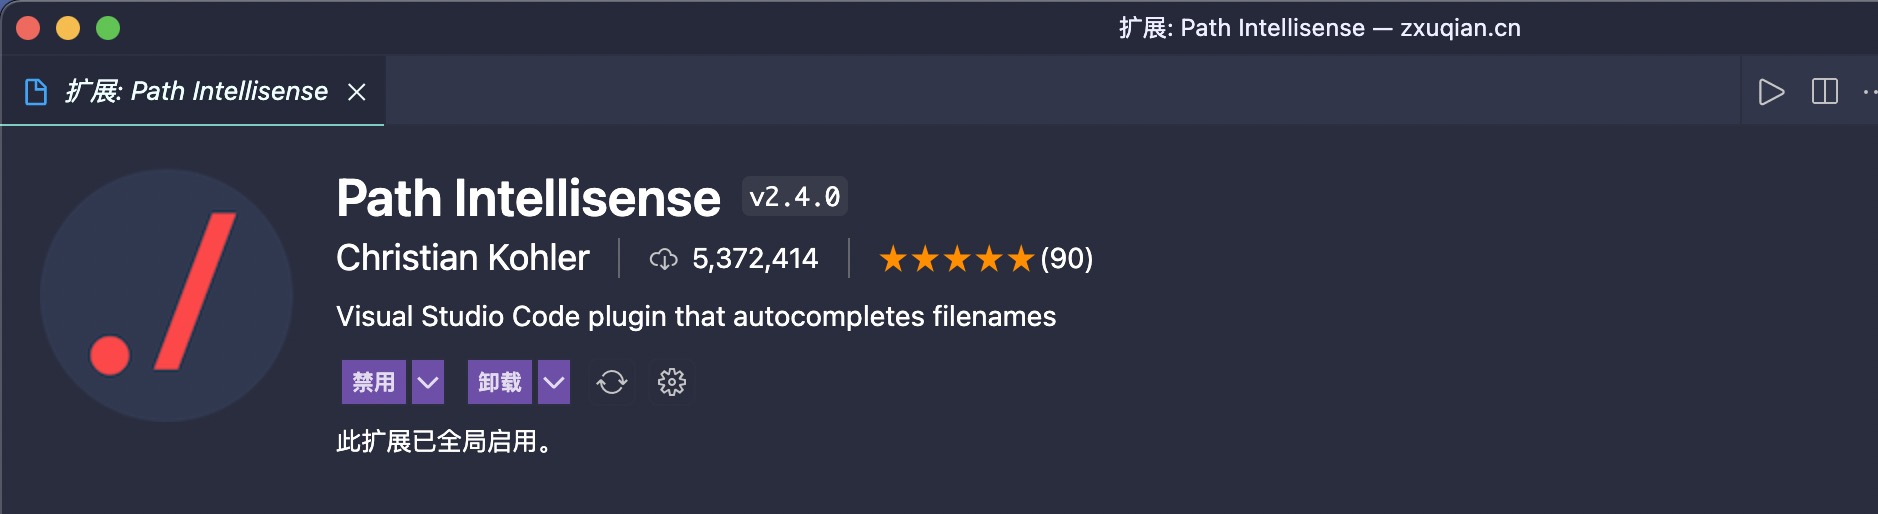 扩展: Path Intellisense — zxuqian.cn
扩展: Path Intellisense
Path Intellisense v2.4.0
Christian Kohler 5,372,414 ★★★★★(90)
Visual Studio Code plugin that autocompletes filenames
禁用 卸载
此扩展已全局启用。